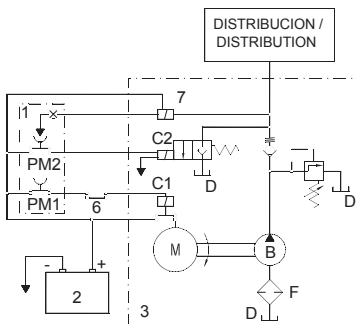 DISTRIBUCION /
DISTRIBUTION
7
1
C2
PM2
D
D
C1
PM1
6
M
B
- +
2
F
3
D